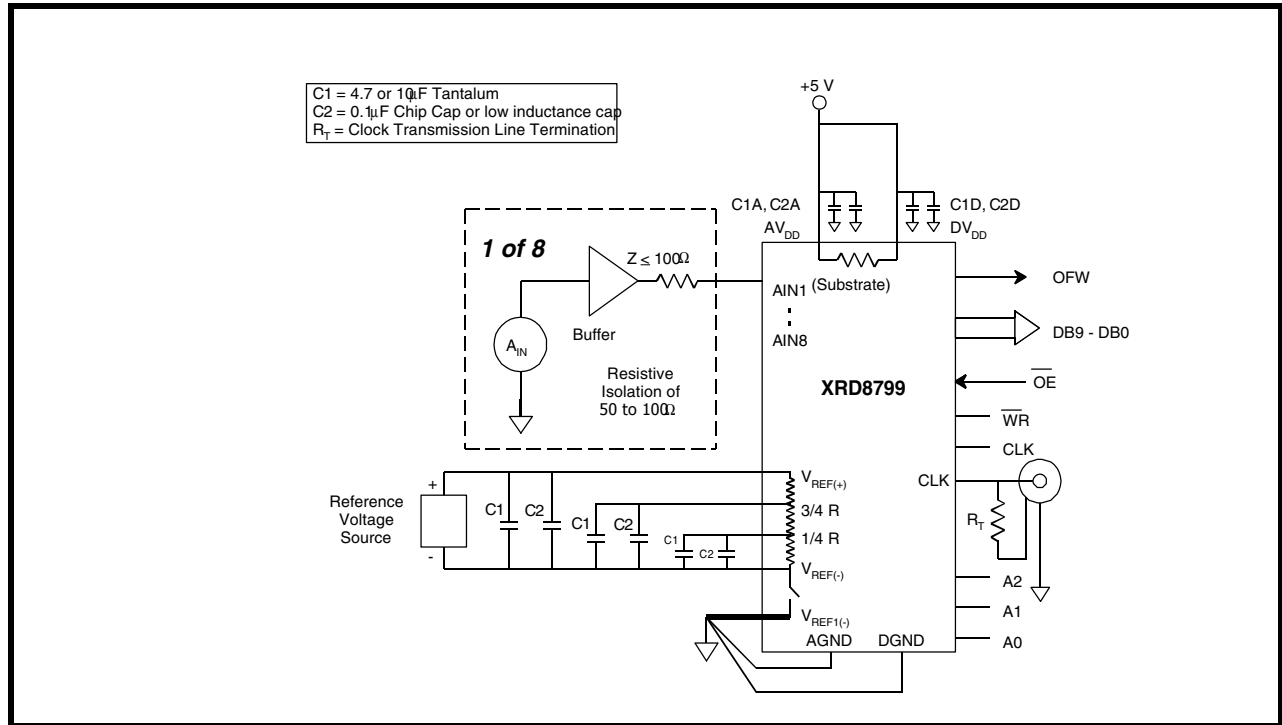 C1 = 4.7 or 10μF Tantalum
C2 = 0.1μF Chip Cap or low inductance cap
RT = Clock Transmission Line Termination
+5 V
C1A, C2A
C1D, C2D
AVDD
DVDD
1 of 8
Z ≤ 100Ω
(Substrate)
OFW
AIN1
Buffer
DB9 - DB0
AIN8
AIN
Resistive
Isolation of
50 to 100Ω
OE
XRD8799
WR
CLK
VREF(+)
CLK
+
Reference
Voltage
Source
-
C1
C2
C1
C2
C1
C2
3/4 R
1/4 R
RT
VREF(-)
A2
A1
VREF1(-)
AGND
DGND
A0